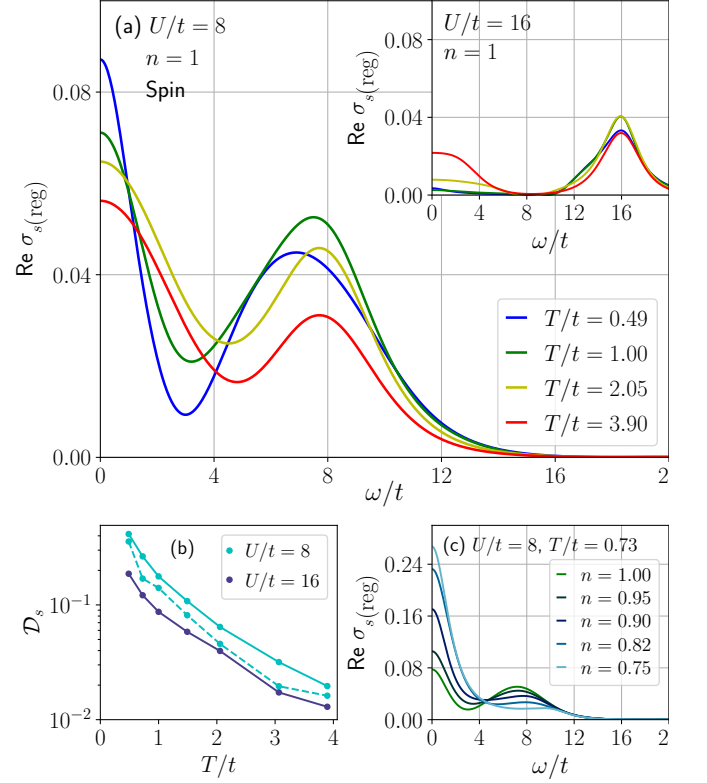 (a) U/t = 8
n = 1
Spin
Re σs(reg)
0.08
0.04
0.00
0 4 8 12 16 2
ω/t
T/t = 0.49
T/t = 1.00
T/t = 2.05
T/t = 3.90
U/t = 16
n = 1
Re σs(reg)
0.08
0.04
0.00
0 4 8 12 16 2
ω/t
(b)
U/t = 8
U/t = 16
𝒟s
10⁻¹
10⁻²
0 1 2 3 4
T/t
(c) U/t = 8, T/t = 0.73
n = 1.00
n = 0.95
n = 0.90
n = 0.82
n = 0.75
Re σs(reg)
0.24
0.16
0.08
0.00
0 4 8 12 16 20
ω/t